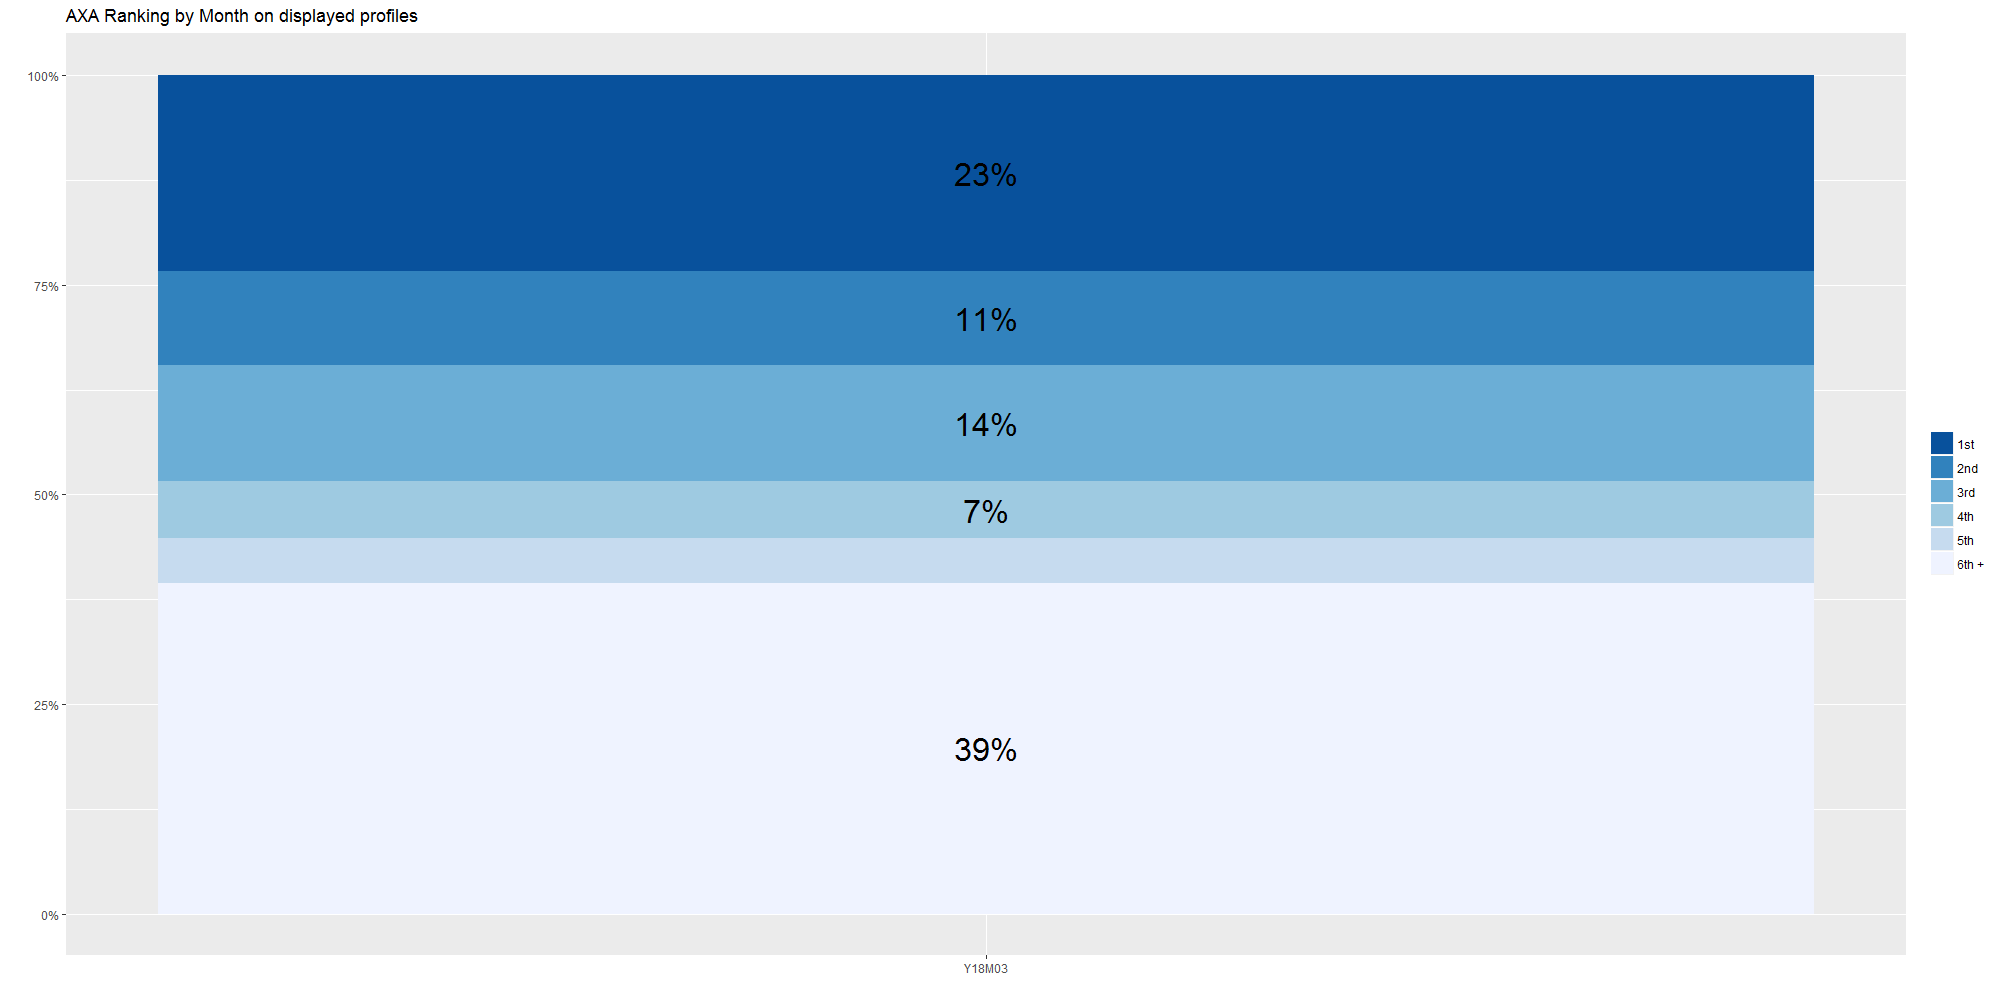 AXA Ranking by Month on displayed profiles
100%
75%
50%
25%
0%
23%
11%
14%
7%
39%
Y18M03
1st
2nd
3rd
4th
5th
6th +